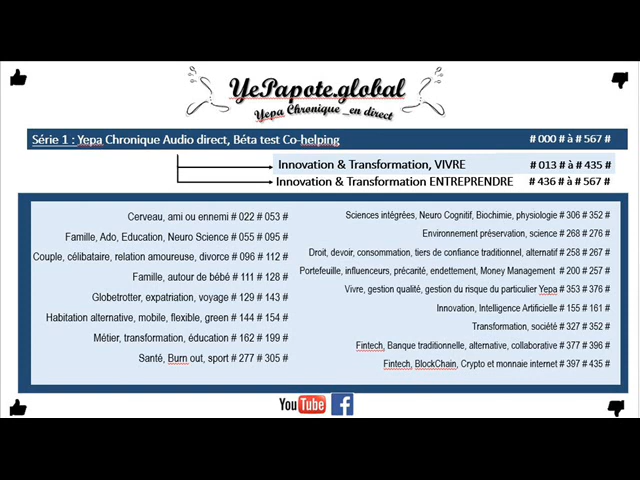 YePapote.global
Yepa Chronique _en direct
Série 1 : Yepa Chronique Audio direct, Béta test Co-helping # 000 # à # 567 #
Innovation & Transformation, VIVRE # 013 # à # 435 #
Innovation & Transformation ENTREPRENDRE # 436 # à # 567 #
Cerveau, ami ou ennemi # 022 # 053 #
Famille, Ado, Education, Neuro Science # 055 # 095 #
Couple, célibataire, relation amoureuse, divorce # 096 # 112 #
Famille, autour de bébé # 111 # 128 #
Globetrotter, expatriation, voyage # 129 # 143 #
Habitation alternative, mobile, flexible, green # 144 # 154 #
Métier, transformation, éducation # 162 # 199 #
Santé, Burn out, sport # 277 # 305 #
Sciences intégrées, Neuro Cognitif, Biochimie, physiologie # 306 # 352 #
Environnement préservation, science # 268 # 276 #
Droit, devoir, consommation, tiers de confiance traditionnel, alternatif # 258 # 267 #
Portefeuille, influenceurs, précarité, endettement, Money Management # 200 # 257 #
Vivre, gestion qualité, gestion du risque du particulier Yepa # 353 # 376 #
Innovation, Intelligence Artificielle # 155 # 161 #
Transformation, société # 327 # 352 #
Fintech, Banque traditionnelle, alternative, collaborative # 377 # 396 #
Fintech, BlockChain, Crypto et monnaie internet # 397 # 435 #
YouTube f